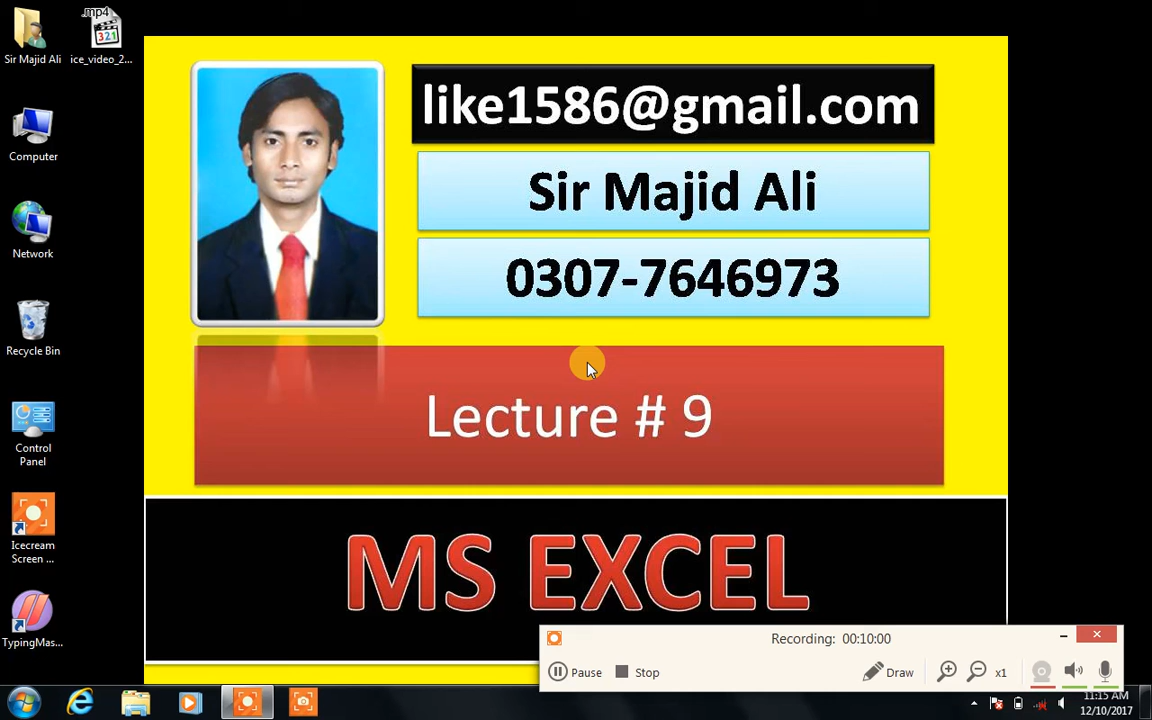 .mp4
321
Sir Majid Ali
ice_video_2...
Computer
Network
Recycle Bin
Control
Panel
Icecream
Screen ...
TypingMas...
like1586@gmail.com
Sir Majid Ali
0307-7646973
Lecture # 9
MS EXCEL
Recording: 00:10:00
Pause
Stop
Draw
x1
11:15 AM
12/10/2017